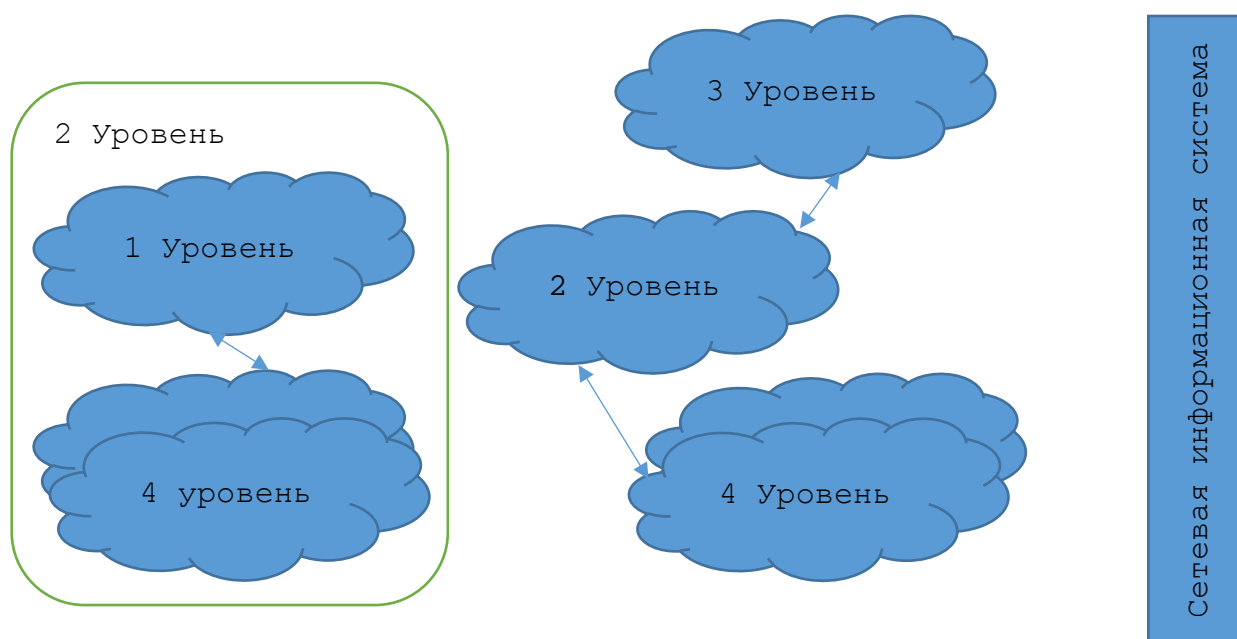 3 Уровень
2 Уровень
1 Уровень
2 Уровень
4 уровень
4 Уровень
Сетевая информационная система